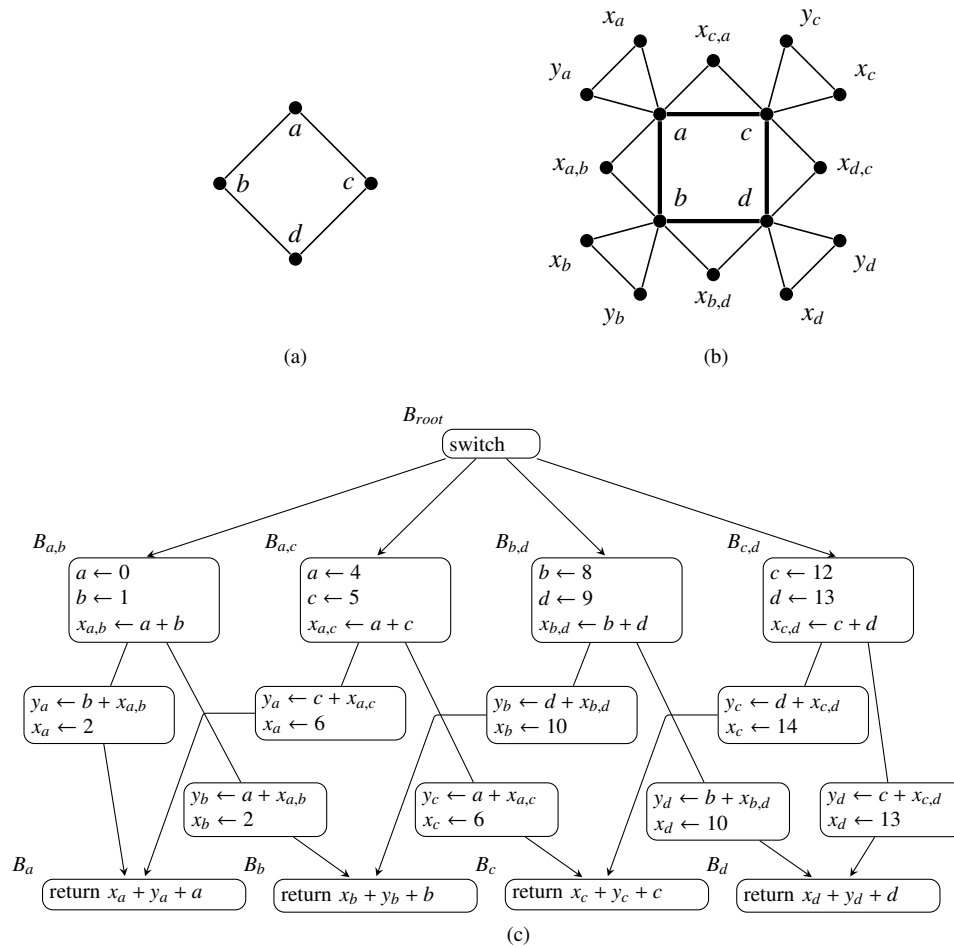 a
b
c
d
(a)
x_a
x_{c,a}
y_c
y_a
x_c
a
c
x_{a,b}
x_{d,c}
b
d
x_b
y_d
y_b
x_{b,d}
x_d
(b)
B_{root}
switch
B_{a,b}
a ← 0
b ← 1
x_{a,b} ← a + b
B_{a,c}
a ← 4
c ← 5
x_{a,c} ← a + c
B_{b,d}
b ← 8
d ← 9
x_{b,d} ← b + d
B_{c,d}
c ← 12
d ← 13
x_{c,d} ← c + d
y_a ← b + x_{a,b}
x_a ← 2
y_a ← c + x_{a,c}
x_a ← 6
y_b ← d + x_{b,d}
x_b ← 10
y_c ← d + x_{c,d}
x_c ← 14
y_b ← a + x_{a,b}
x_b ← 2
y_c ← a + x_{a,c}
x_c ← 6
y_d ← b + x_{b,d}
x_d ← 10
y_d ← c + x_{c,d}
x_d ← 13
B_a
return x_a + y_a + a
B_b
return x_b + y_b + b
B_c
return x_c + y_c + c
B_d
return x_d + y_d + d
(c)